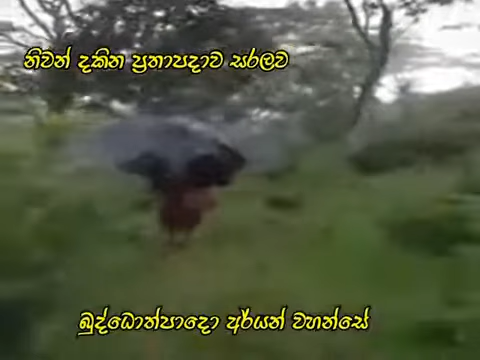 නිවන් දකින ප්‍රතාපදාව සරලව
බුද්ධොත්පාදො අර්යන් වහන්සේ